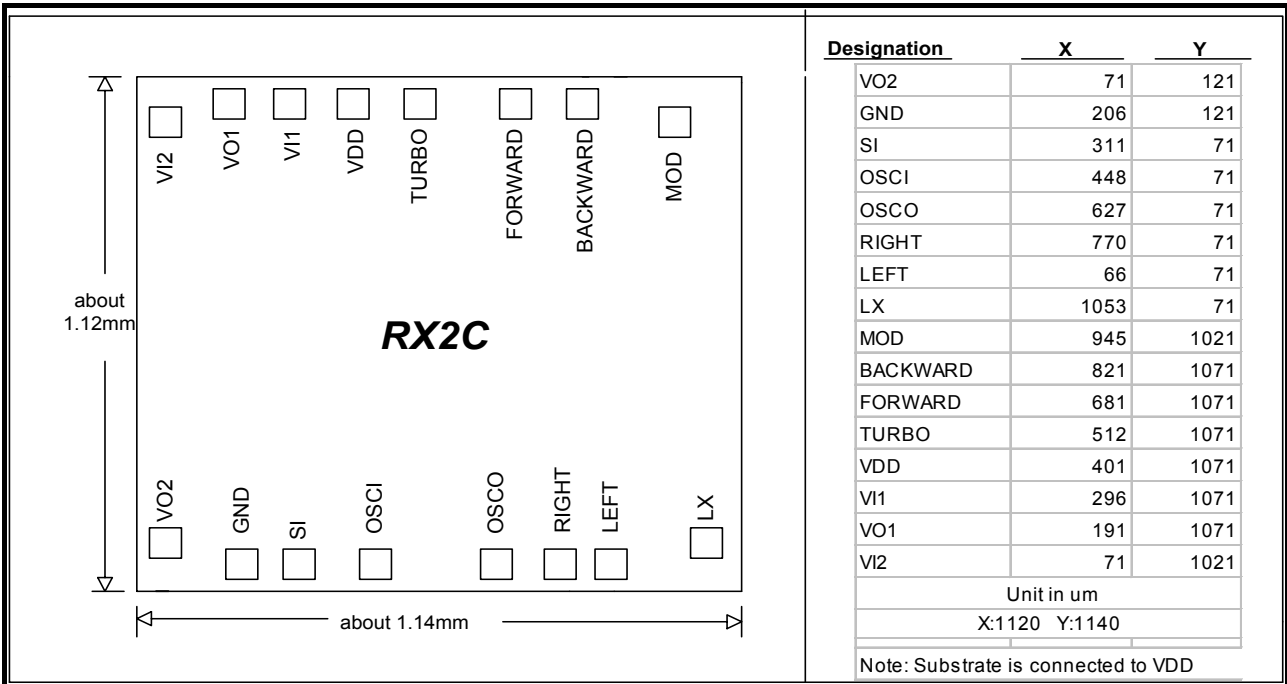 VI2
VO1
VI1
VDD
TURBO
FORWARD
BACKWARD
MOD
about
1.12mm
RX2C
VO2
GND
SI
OSCI
OSCO
RIGHT
LEFT
LX
about 1.14mm
Designation X Y
VO2 71 121
GND 206 121
SI 311 71
OSCI 448 71
OSCO 627 71
RIGHT 770 71
LEFT 66 71
LX 1053 71
MOD 945 1021
BACKWARD 821 1071
FORWARD 681 1071
TURBO 512 1071
VDD 401 1071
VI1 296 1071
VO1 191 1071
VI2 71 1021
Unit in um
X:1120 Y:1140
Note: Substrate is connected to VDD